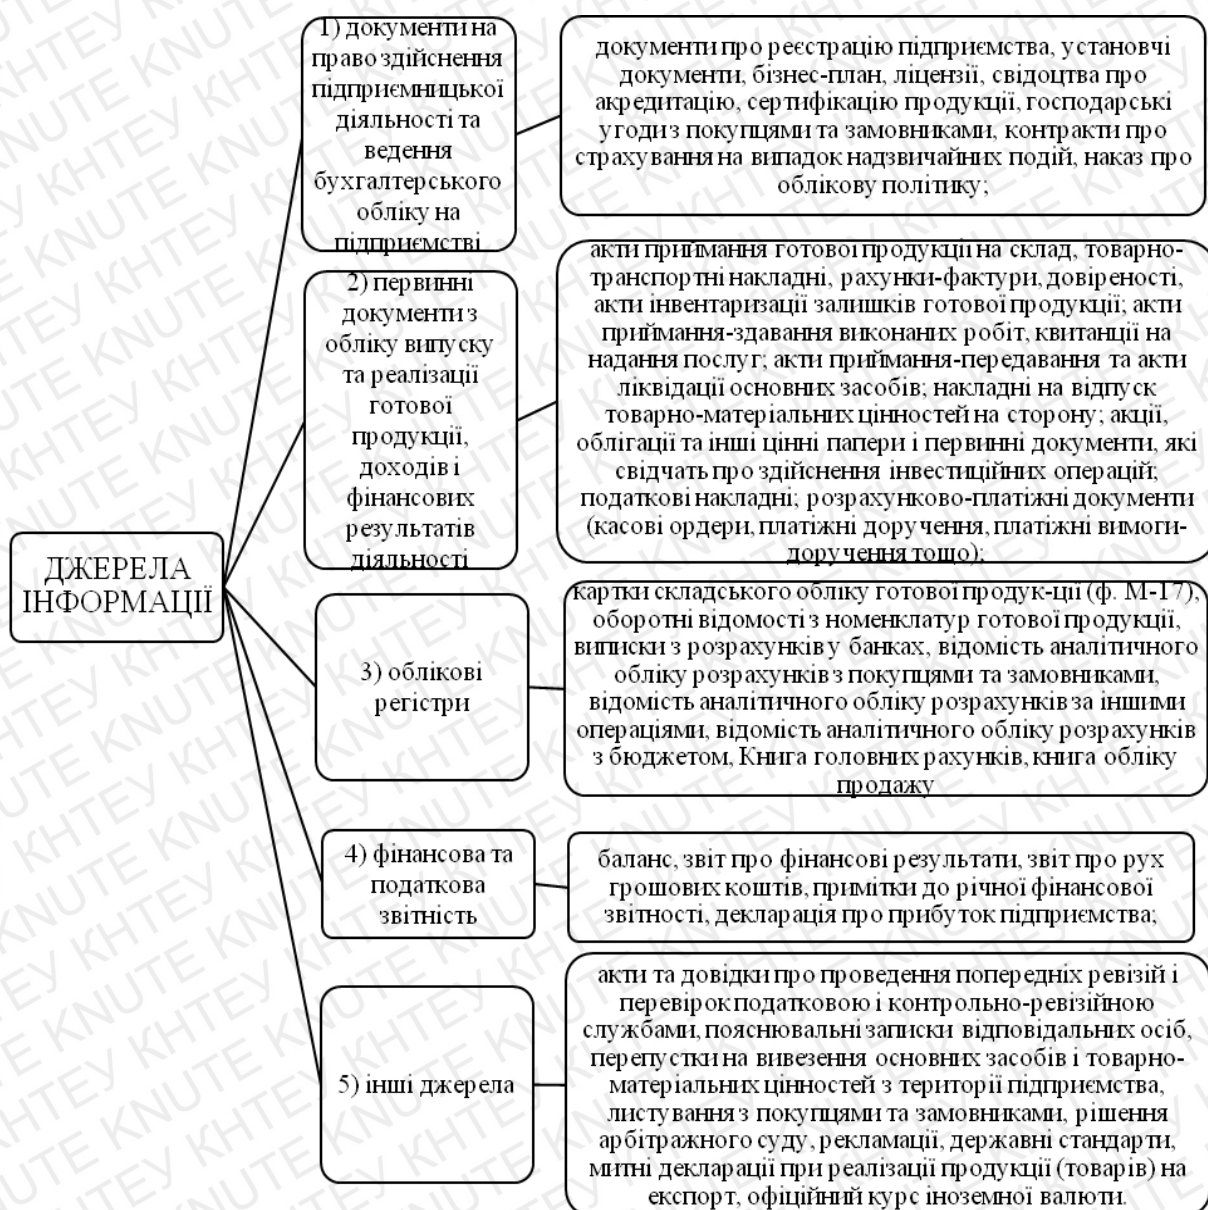 ДЖЕРЕЛА
ІНФОРМАЦІЇ
1) документи на
право здійснення
підприємницької
діяльності та
ведення
бухгалтерського
обліку на
підприємстві
документи про реєстрацію підприємства, установчі
документи, бізнес-план, ліцензії, свідоцтва про
акредитацію, сертифікацію продукції, господарські
угоди з покупцями та замовниками, контракти про
страхування на випадок надзвичайних подій, наказ про
облікову політику;
2) первинні
документи з
обліку випуску
та реалізації
готової
продукції,
доходів і
фінансових
результатів
діяльності
акти приймання готової продукції на склад, товарно-
транспортні накладні, рахунки-фактури, довіреності,
акти інвентаризації залишків готової продукції; акти
приймання-здавання виконаних робіт, квитанції на
надання послуг; акти приймання-передавання та акти
ліквідації основних засобів; накладні на відпуск
товарно-матеріальних цінностей на сторону; акції,
облігації та інші цінні папери і первинні документи, які
свідчать про здійснення інвестиційних операцій;
податкові накладні; розрахунково-платіжні документи
(касові ордери, платіжні доручення, платіжні вимоги-
доручення тощо);
3) облікові
регістри
картки складського обліку готової продук-ції (ф. М-17),
оборотні відомості з номенклатур готової продукції,
виписки з розрахунків у банках, відомість аналітичного
обліку розрахунків з покупцями та замовниками,
відомість аналітичного обліку розрахунків за іншими
операціями, відомість аналітичного обліку розрахунків
з бюджетом, Книга головних рахунків, книга обліку
продажу
4) фінансова та
податкова
звітність
баланс, звіт про фінансові результати, звіт про рух
грошових коштів, примітки до річної фінансової
звітності, декларація про прибуток підприємства;
5) інші джерела
акти та довідки про проведення попередніх ревізій і
перевірок податковою і контрольно-ревізійною
службами, пояснювальні записки відповідальних осіб,
перепустки на вивезення основних засобів і товарно-
матеріальних цінностей з території підприємства,
листування з покупцями та замовниками, рішення
арбітражного суду, рекламації, державні стандарти,
митні декларації при реалізації продукції (товарів) на
експорт, офіційний курс іноземної валюти.